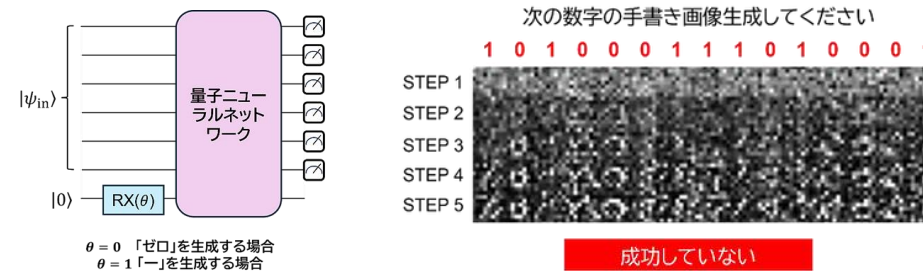 |ψin⟩
量子ニュー
ラルネット
ワーク
|0⟩
RX(θ)
θ = 0 「ゼロ」を生成する場合
θ = 1 「一」を生成する場合
次の数字の手書き画像生成してください
1 0 1 0 0 0 1 1 1 0 1 0 0 0 1
STEP 1
STEP 2
STEP 3
STEP 4
STEP 5
成功していない